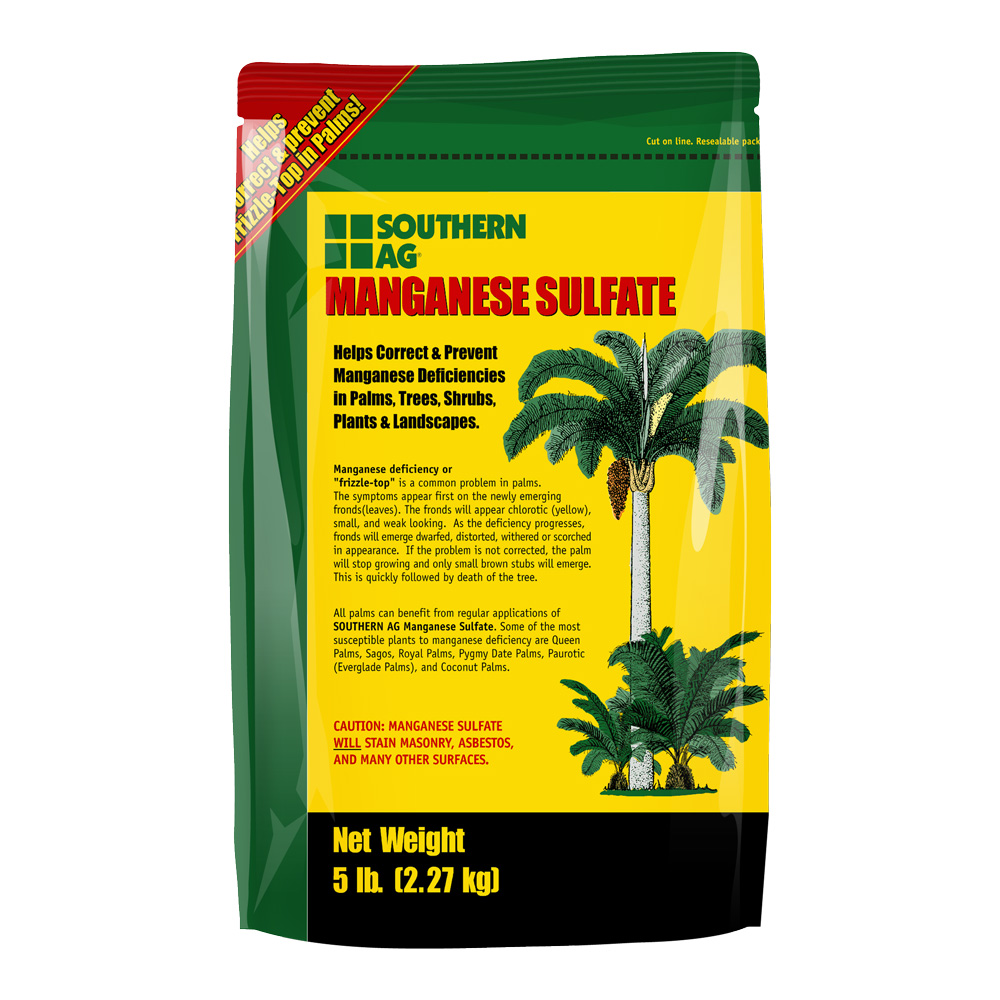 Helps
Correct & prevent
Frizzle-Top in Palms!
Cut on line. Resealable pack
SOUTHERN
AG®
MANGANESE SULFATE
Helps Correct & Prevent
Manganese Deficiencies
in Palms, Trees, Shrubs,
Plants & Landscapes.
Manganese deficiency or
"frizzle-top" is a common problem in palms.
The symptoms appear first on the newly emerging
fronds(leaves). The fronds will appear chlorotic (yellow),
small, and weak looking. As the deficiency progresses,
fronds will emerge dwarfed, distorted, withered or scorched
in appearance. If the problem is not corrected, the palm
will stop growing and only small brown stubs will emerge.
This is quickly followed by death of the tree.
All palms can benefit from regular applications of
SOUTHERN AG Manganese Sulfate. Some of the most
susceptible plants to manganese deficiency are Queen
Palms, Sagos, Royal Palms, Pygmy Date Palms, Paurotic
(Everglade Palms), and Coconut Palms.
CAUTION: MANGANESE SULFATE
WILL STAIN MASONRY, ASBESTOS,
AND MANY OTHER SURFACES.
Net Weight
5 lb. (2.27 kg)